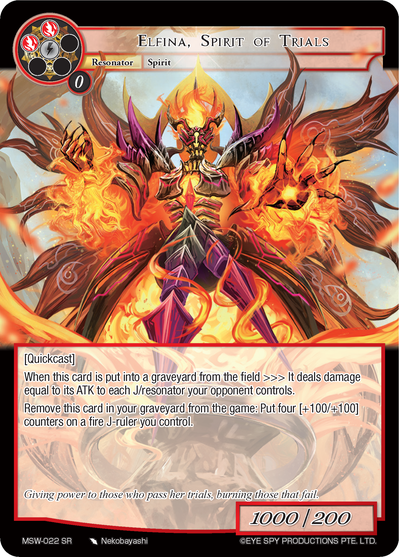 Elfina, Spirit of Trials
Resonator Spirit
0
[Quickcast]
When this card is put into a graveyard from the field >>> It deals damage
equal to its ATK to each J/resonator your opponent controls.
Remove this card in your graveyard from the game: Put four [+100/+100]
counters on a fire J-ruler you control.
Giving power to those who pass her trials, burning those that fail.
1000/200
MSW-022 SR Nekobayashi ©EYE SPY PRODUCTIONS PTE. LTD.